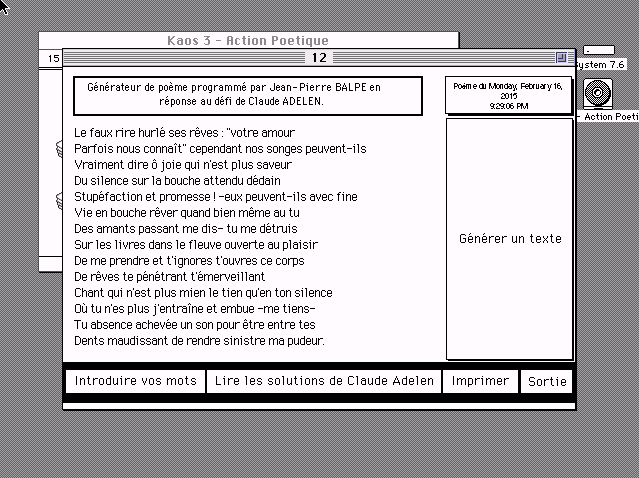 Kaos 3 - Action Poetique
15
12
System 7.6
- Action Poeti
Générateur de poème programmé par Jean-Pierre BALPE en
réponse au défi de Claude ADELEN.
Poème du Monday, February 16,
2015
9:29:06 PM
Le faux rire hurlé ses rêves : "votre amour
Parfois nous connaît" cependant nos songes peuvent-ils
Vraiment dire ô joie qui n'est plus saveur
Du silence sur la bouche attendu dédain
Stupéfaction et promesse ! -eux peuvent-ils avec fine
Vie en bouche rêver quand bien même au tu
Des amants passant me dis- tu me détruis
Sur les livres dans le fleuve ouverte au plaisir
De me prendre et t'ignores t'ouvres ce corps
De rêves te pénétrant t'émerveillant
Chant qui n'est plus mien le tien qu'en ton silence
Où tu n'es plus j'entraîne et embue -me tiens-
Tu absence achevée un son pour être entre tes
Dents maudissant de rendre sinistre ma pudeur.
Générer un texte
Introduire vos mots
Lire les solutions de Claude Adelen
Imprimer
Sortie